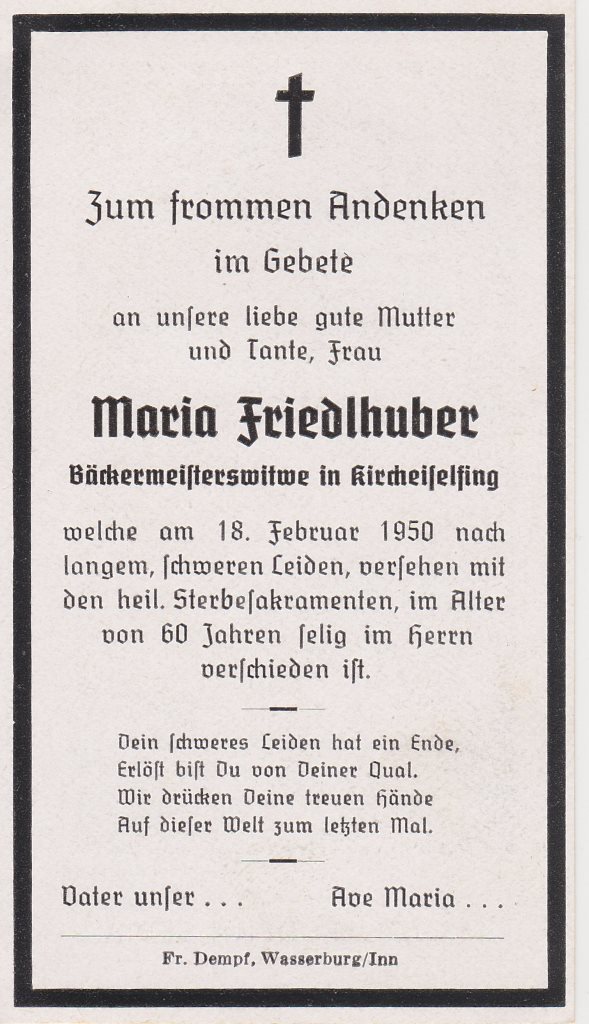 Zum frommen Andenken
im Gebete
an unsere liebe gute Mutter
und Tante, Frau
Maria Friedlhuber
Bäckermeisterswitwe in Kircheiselfing
welche am 18. Februar 1950 nach
langem, schweren Leiden, versehen mit
den heil. Sterbesakramenten, im Alter
von 60 Jahren selig im Herrn
verschieden ist.
Dein schweres Leiden hat ein Ende,
Erlöst bist Du von Deiner Qual.
Wir drücken Deine treuen Hände
Auf dieser Welt zum letzten Mal.
Vater unser . . . Ave Maria . . .
Fr. Dempf, Wasserburg/Inn